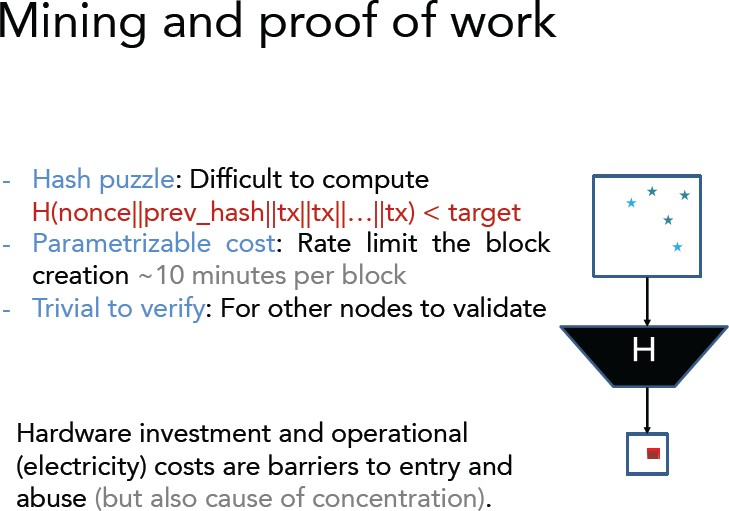 Mining and proof of work
- Hash puzzle: Difficult to compute
H(nonce||prev_hash||tx||tx||…||tx) < target
- Parametrizable cost: Rate limit the block
creation ~10 minutes per block
- Trivial to verify: For other nodes to validate
H
Hardware investment and operational
(electricity) costs are barriers to entry and
abuse (but also cause of concentration).